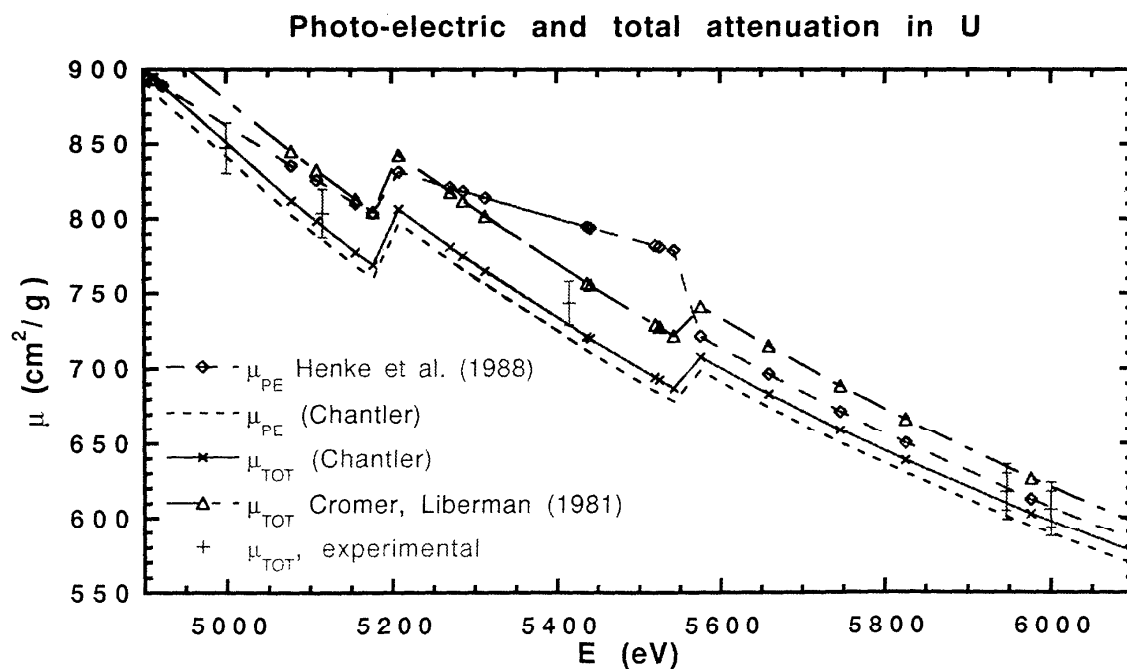 Photo-electric and total attenuation in U
900
850
800
750
700
650
600
550
μ (cm²/g)
μPE Henke et al. (1988)
μPE (Chantler)
μTOT (Chantler)
μTOT Cromer, Liberman (1981)
μTOT, experimental
5000 5200 5400 5600 5800 6000
E (eV)